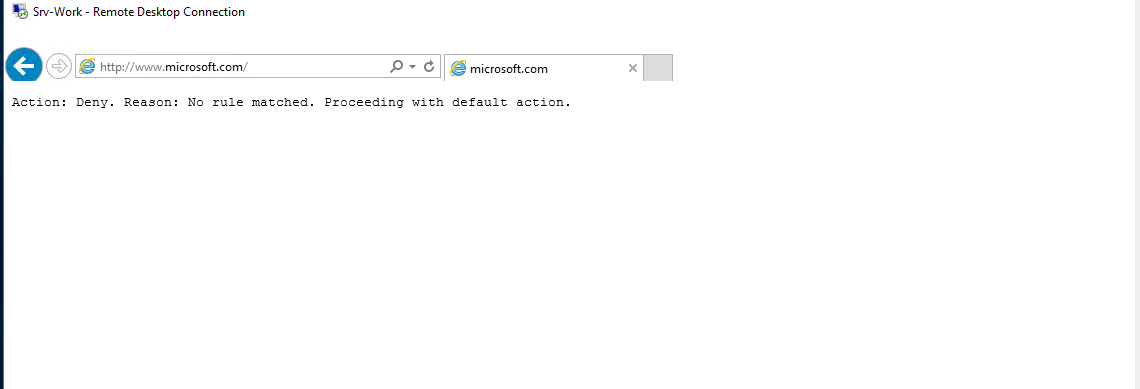 Srv-Work - Remote Desktop Connection
http://www.microsoft.com/
microsoft.com
Action: Deny. Reason: No rule matched. Proceeding with default action.